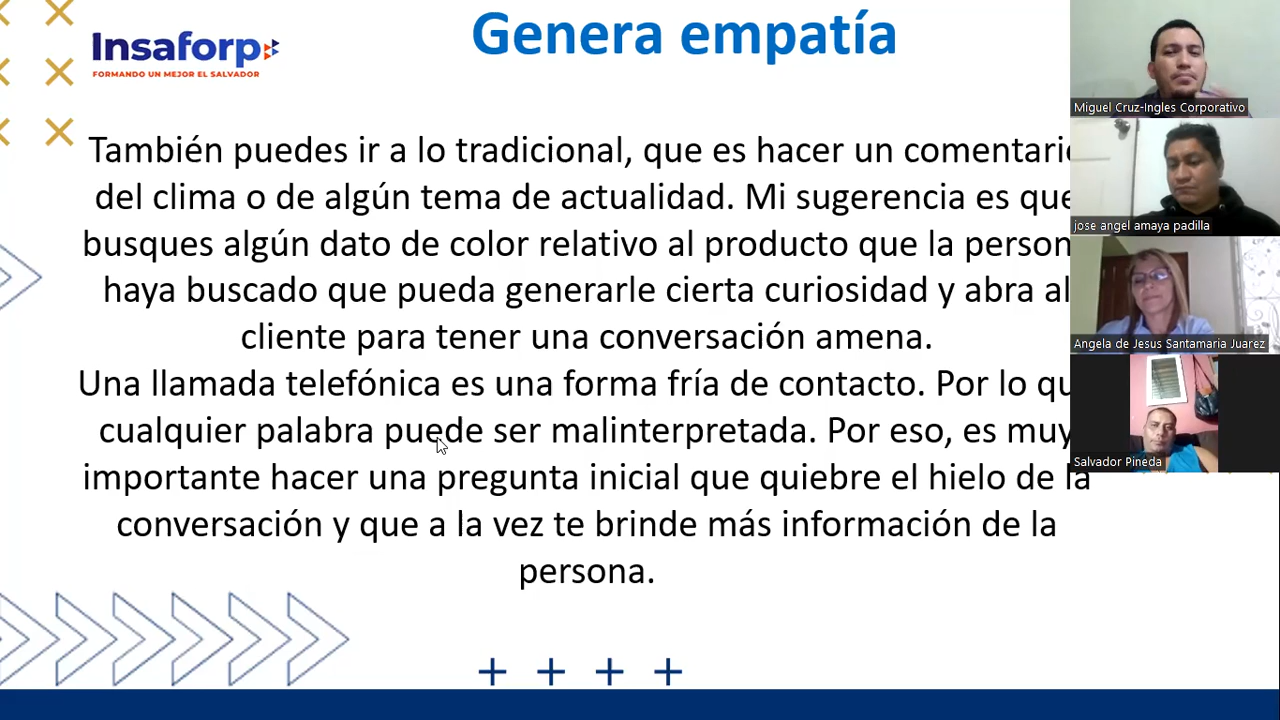 Genera empatía
Insaforp
FORMANDO UN MEJOR EL SALVADOR
También puedes ir a lo tradicional, que es hacer un comentario
del clima o de algún tema de actualidad. Mi sugerencia es que
busques algún dato de color relativo al producto que la person
haya buscado que pueda generarle cierta curiosidad y abra al
cliente para tener una conversación amena.
Una llamada telefónica es una forma fría de contacto. Por lo qu
cualquier palabra puede ser malinterpretada. Por eso, es muy
importante hacer una pregunta inicial que quiebre el hielo de la
conversación y que a la vez te brinde más información de la
persona.
Miguel Cruz-Ingles Corporativo
jose angel amaya padilla
Angela de Jesus Santamaria Juarez
Salvador Pineda